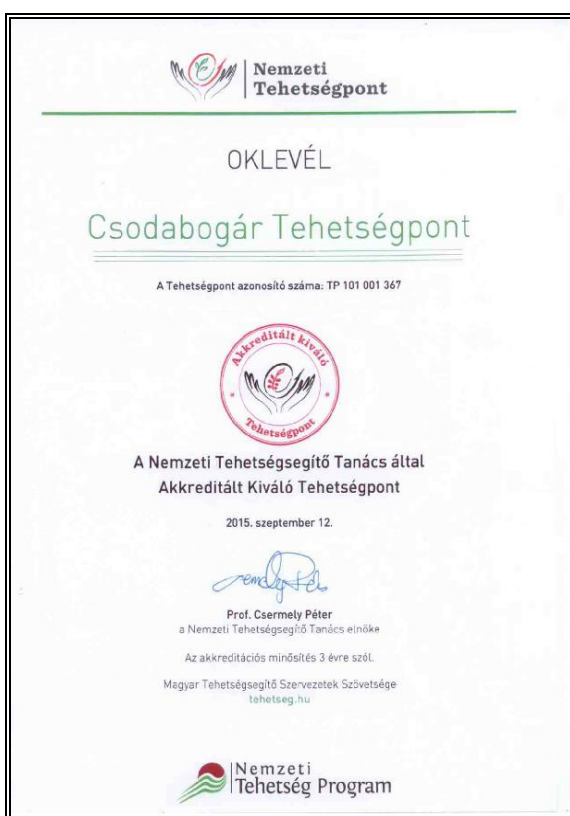 Nemzeti
Tehetségpont
OKLEVÉL
Csodabogár Tehetségpont
A Tehetségpont azonosító száma: TP 101 001 367
Akkreditált kiváló
Tehetségpont
A Nemzeti Tehetségsegítő Tanács által
Akkreditált Kiváló Tehetségpont
2015. szeptember 12.
Prof. Csermely Péter
a Nemzeti Tehetségsegítő Tanács elnöke
Az akkreditációs minősítés 3 évre szól.
Magyar Tehetségsegítő Szervezetek Szövetsége
tehetseg.hu
Nemzeti
Tehetség Program